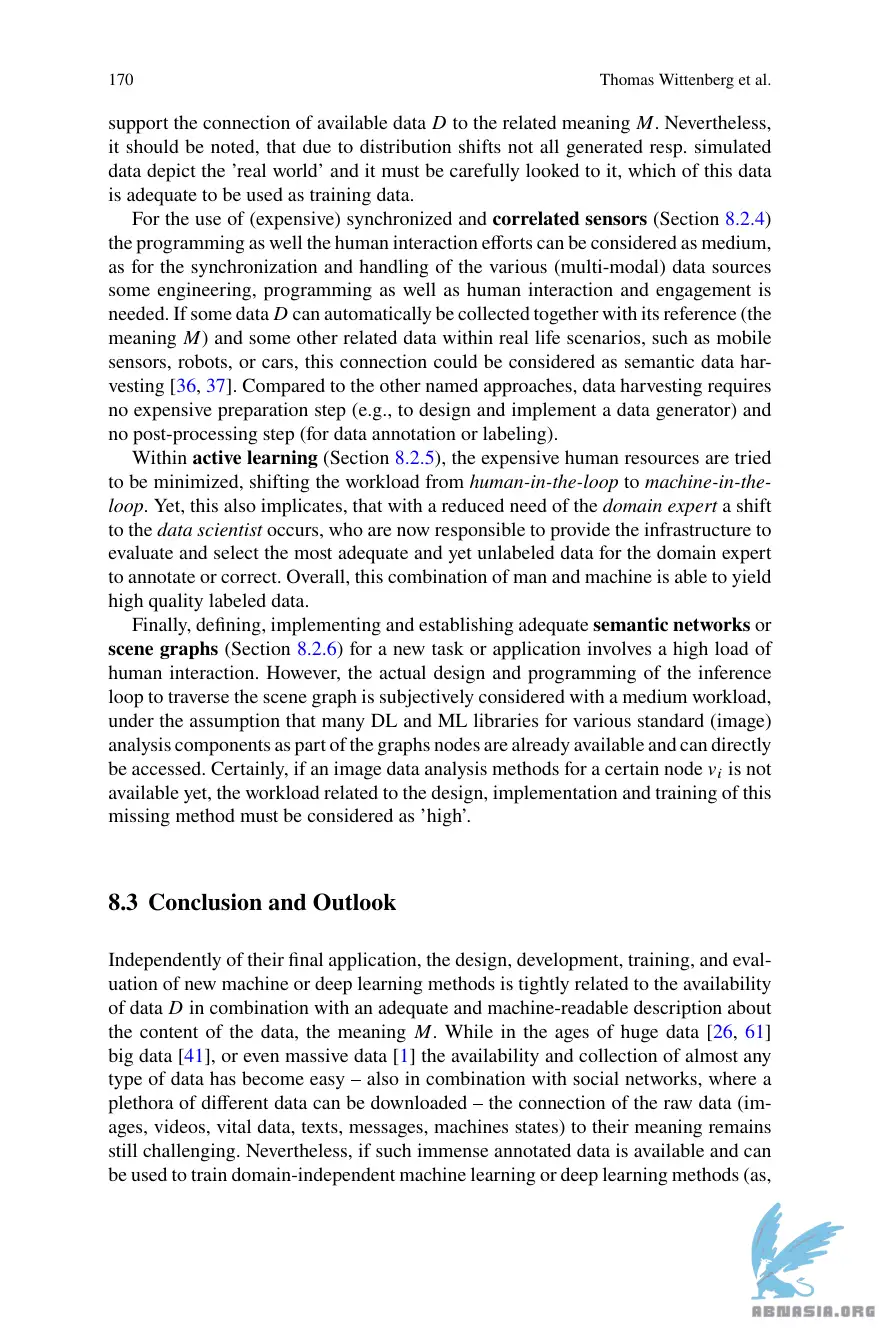 170 Thomas Wittenberg et al.
support the connection of available data D to the related meaning M. Nevertheless,
it should be noted, that due to distribution shifts not all generated resp. simulated
data depict the ’real world’ and it must be carefully looked to it, which of this data
is adequate to be used as training data.
For the use of (expensive) synchronized and correlated sensors (Section 8.2.4)
the programming as well the human interaction efforts can be considered as medium,
as for the synchronization and handling of the various (multi-modal) data sources
some engineering, programming as well as human interaction and engagement is
needed. If some data D can automatically be collected together with its reference (the
meaning M) and some other related data within real life scenarios, such as mobile
sensors, robots, or cars, this connection could be considered as semantic data har-
vesting [36, 37]. Compared to the other named approaches, data harvesting requires
no expensive preparation step (e.g., to design and implement a data generator) and
no post-processing step (for data annotation or labeling).
Within active learning (Section 8.2.5), the expensive human resources are tried
to be minimized, shifting the workload from human-in-the-loop to machine-in-the-
loop. Yet, this also implicates, that with a reduced need of the domain expert a shift
to the data scientist occurs, who are now responsible to provide the infrastructure to
evaluate and select the most adequate and yet unlabeled data for the domain expert
to annotate or correct. Overall, this combination of man and machine is able to yield
high quality labeled data.
Finally, defining, implementing and establishing adequate semantic networks or
scene graphs (Section 8.2.6) for a new task or application involves a high load of
human interaction. However, the actual design and programming of the inference
loop to traverse the scene graph is subjectively considered with a medium workload,
under the assumption that many DL and ML libraries for various standard (image)
analysis components as part of the graphs nodes are already available and can directly
be accessed. Certainly, if an image data analysis methods for a certain node vᵢ is not
available yet, the workload related to the design, implementation and training of this
missing method must be considered as ’high’.
8.3 Conclusion and Outlook
Independently of their final application, the design, development, training, and eval-
uation of new machine or deep learning methods is tightly related to the availability
of data D in combination with an adequate and machine-readable description about
the content of the data, the meaning M. While in the ages of huge data [26, 61]
big data [41], or even massive data [1] the availability and collection of almost any
type of data has become easy – also in combination with social networks, where a
plethora of different data can be downloaded – the connection of the raw data (im-
ages, videos, vital data, texts, messages, machines states) to their meaning remains
still challenging. Nevertheless, if such immense annotated data is available and can
be used to train domain-independent machine learning or deep learning methods (as,
ABNASIA.ORG